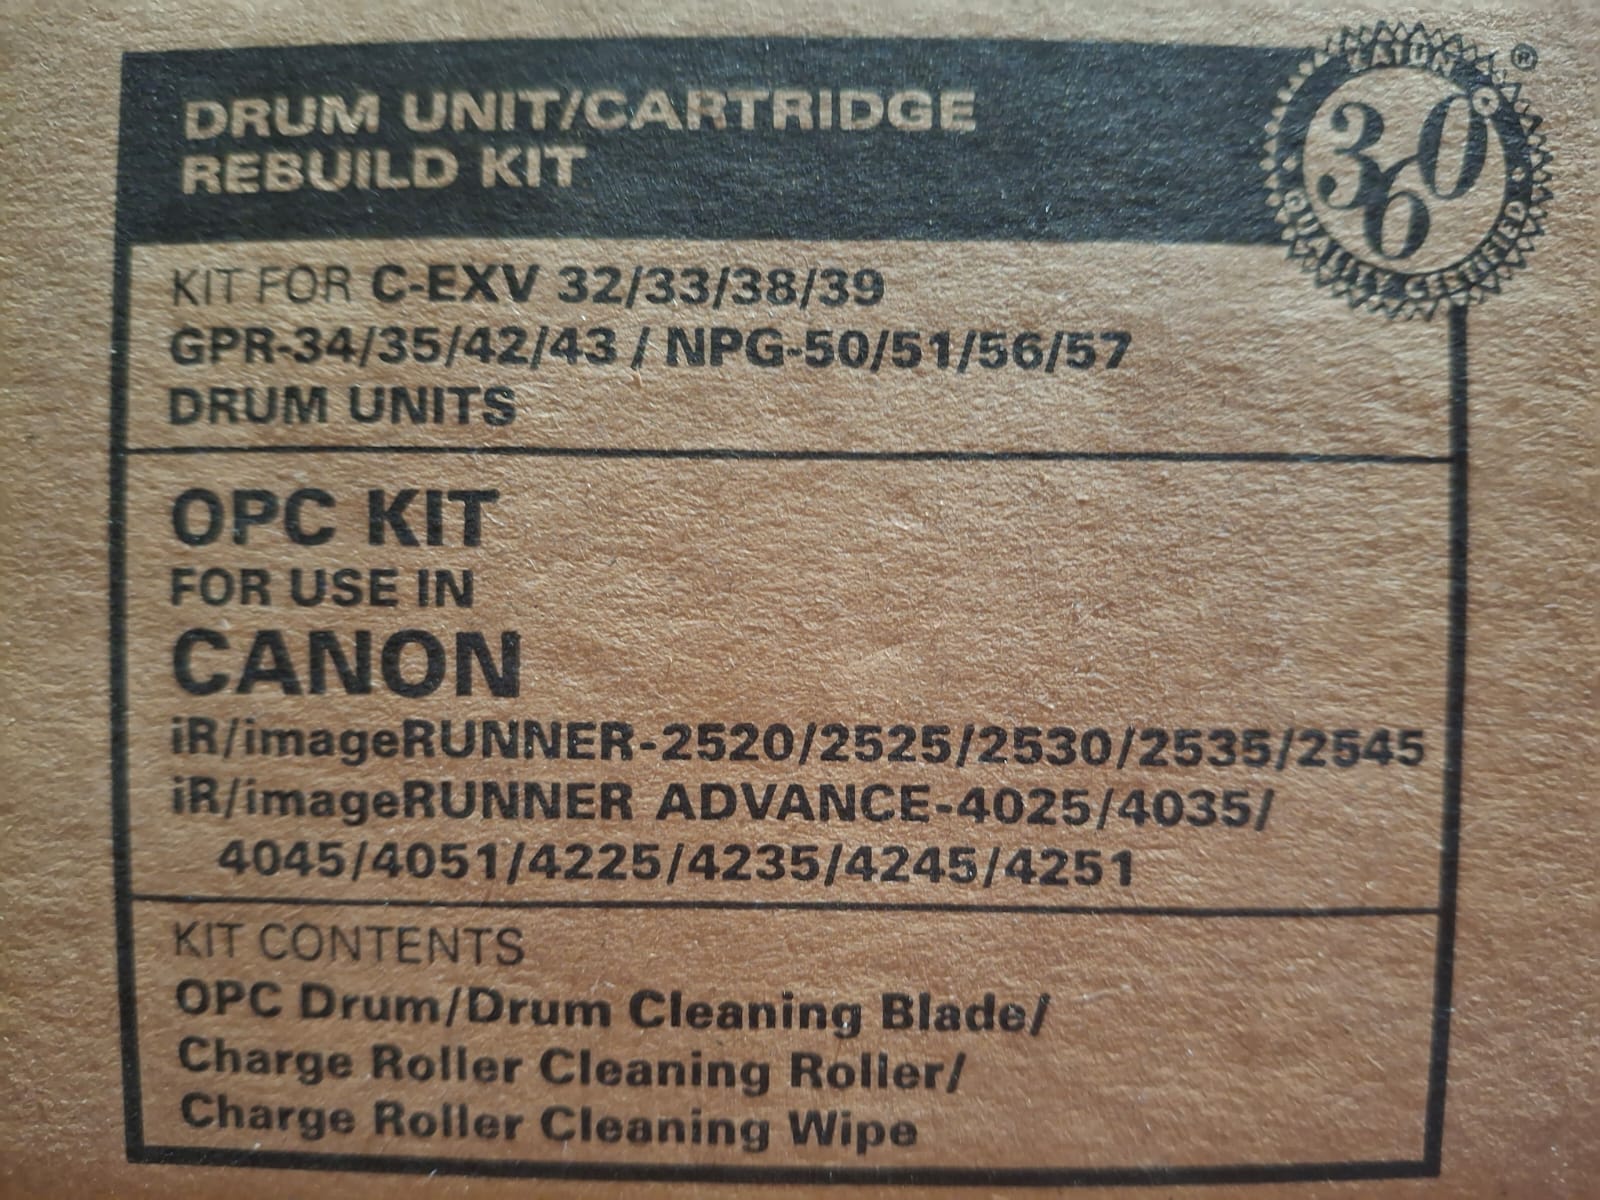 DRUM UNIT/CARTRIDGE
REBUILD KIT
KATUN
®
360°
QUALITY CERTIFIED
KIT FOR C-EXV 32/33/38/39
GPR-34/35/42/43 / NPG-50/51/56/57
DRUM UNITS
OPC KIT
FOR USE IN
CANON
iR/imageRUNNER-2520/2525/2530/2535/2545
iR/imageRUNNER ADVANCE-4025/4035/
4045/4051/4225/4235/4245/4251
KIT CONTENTS
OPC Drum/Drum Cleaning Blade/
Charge Roller Cleaning Roller/
Charge Roller Cleaning Wipe